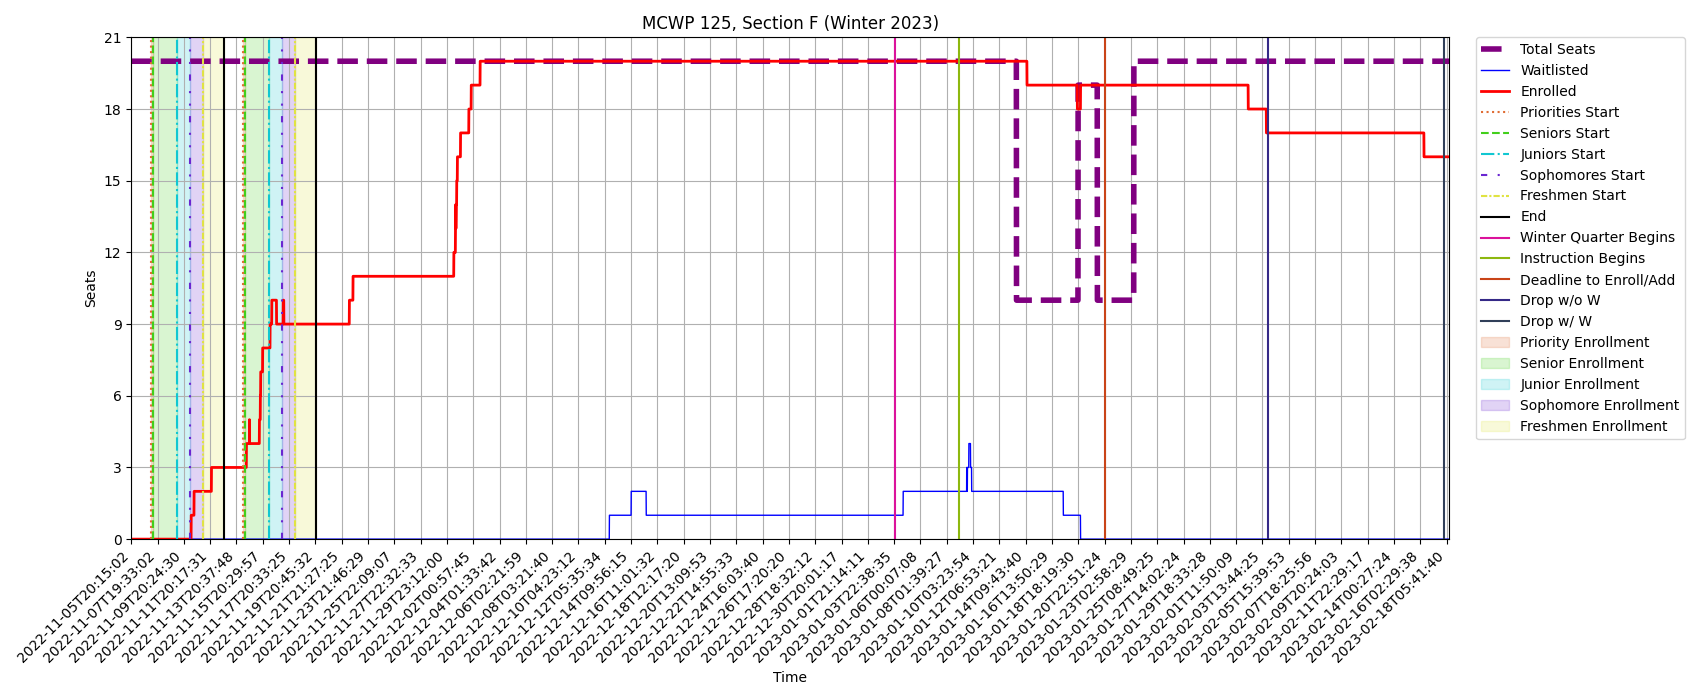 MCWP 125, Section F (Winter 2023)
21
18
15
12
9
6
3
0
Seats
2022-11-05T20:15:02
2022-11-07T19:33:02
2022-11-09T20:24:30
2022-11-11T20:17:31
2022-11-13T20:37:48
2022-11-15T20:29:57
2022-11-17T20:33:25
2022-11-19T20:45:32
2022-11-21T21:27:25
2022-11-23T21:46:29
2022-11-25T22:09:07
2022-11-27T22:32:33
2022-11-29T23:12:00
2022-12-02T00:57:45
2022-12-04T01:33:42
2022-12-06T02:21:59
2022-12-08T03:21:40
2022-12-10T04:23:12
2022-12-12T05:35:34
2022-12-14T09:56:15
2022-12-16T11:01:32
2022-12-18T12:17:20
2022-12-20T13:09:53
2022-12-22T14:55:33
2022-12-24T16:03:40
2022-12-26T17:20:20
2022-12-28T18:32:12
2022-12-30T20:01:17
2023-01-01T21:14:11
2023-01-03T22:38:35
2023-01-06T00:07:08
2023-01-08T01:39:27
2023-01-10T03:23:54
2023-01-12T06:53:21
2023-01-14T09:43:40
2023-01-16T13:50:29
2023-01-18T18:19:30
2023-01-20T22:51:24
2023-01-23T02:58:29
2023-01-25T08:49:25
2023-01-27T14:02:24
2023-01-29T18:33:28
2023-02-01T11:50:09
2023-02-03T13:44:25
2023-02-05T15:39:53
2023-02-07T18:25:56
2023-02-09T20:24:03
2023-02-11T22:29:17
2023-02-14T00:27:24
2023-02-16T02:29:38
2023-02-18T05:41:40
Time
Total Seats
Waitlisted
Enrolled
Priorities Start
Seniors Start
Juniors Start
Sophomores Start
Freshmen Start
End
Winter Quarter Begins
Instruction Begins
Deadline to Enroll/Add
Drop w/o W
Drop w/ W
Priority Enrollment
Senior Enrollment
Junior Enrollment
Sophomore Enrollment
Freshmen Enrollment